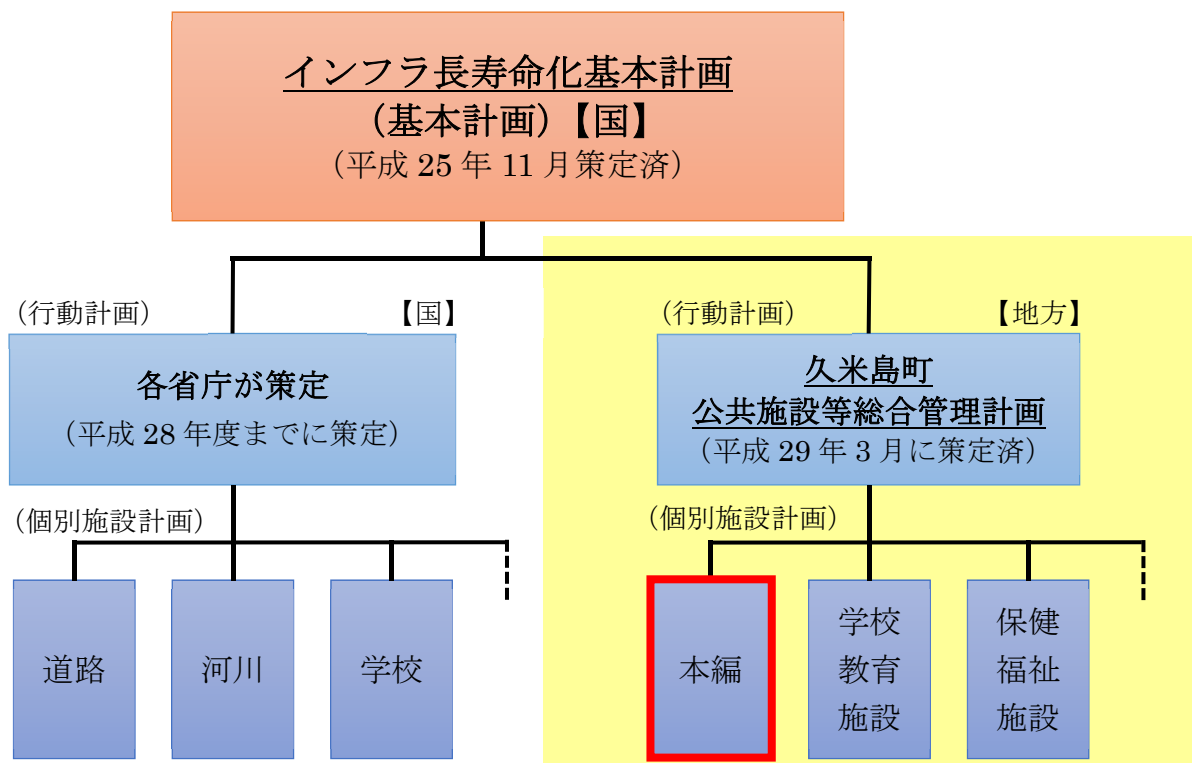 インフラ長寿命化基本計画
(基本計画)【国】
(平成 25 年 11 月策定済)
(行動計画)
【国】
各省庁が策定
(平成 28 年度までに策定)
(個別施設計画)
道路
河川
学校
(行動計画)
【地方】
久米島町
公共施設等総合管理計画
(平成 29 年 3 月に策定済)
(個別施設計画)
本編
学校
教育
施設
保健
福祉
施設